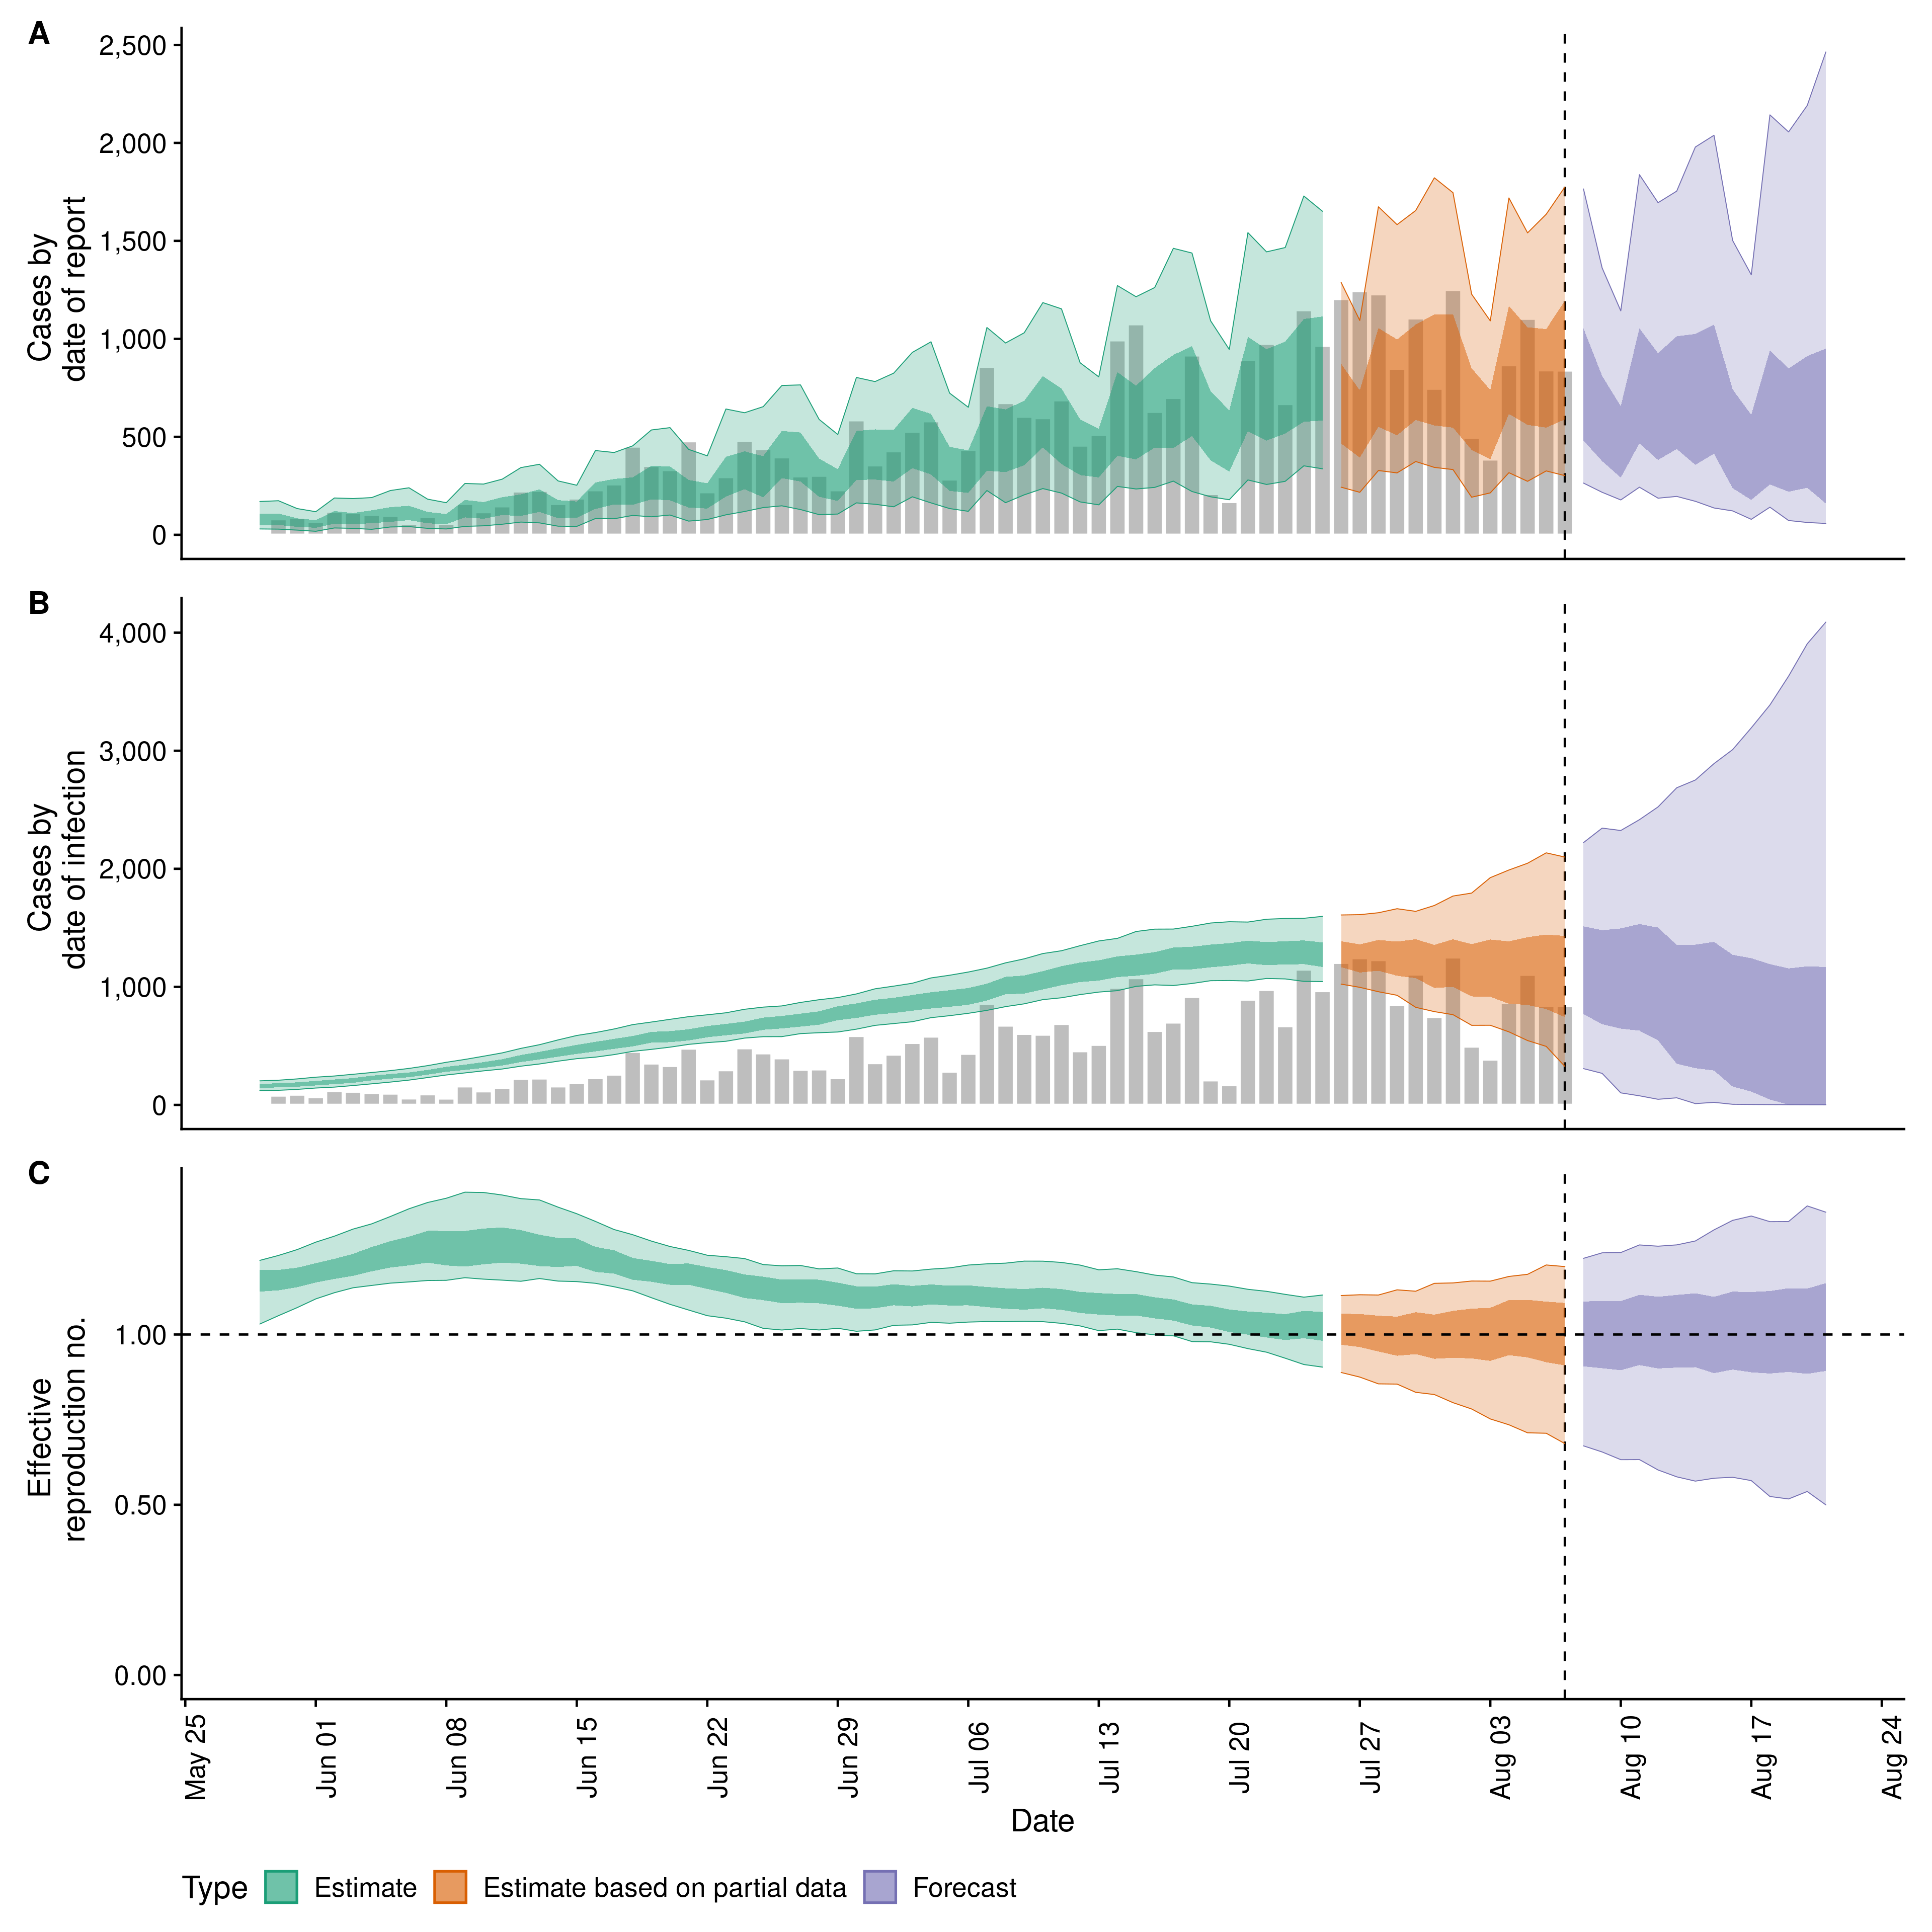 A
2,500
2,000
1,500
1,000
500
0
Cases by
date of report
B
4,000
3,000
2,000
1,000
0
Cases by
date of infection
C
1.00
0.50
0.00
Effective
reproduction no.
May 25
Jun 01
Jun 08
Jun 15
Jun 22
Jun 29
Jul 06
Jul 13
Jul 20
Jul 27
Aug 03
Aug 10
Aug 17
Aug 24
Date
Type Estimate Estimate based on partial data Forecast